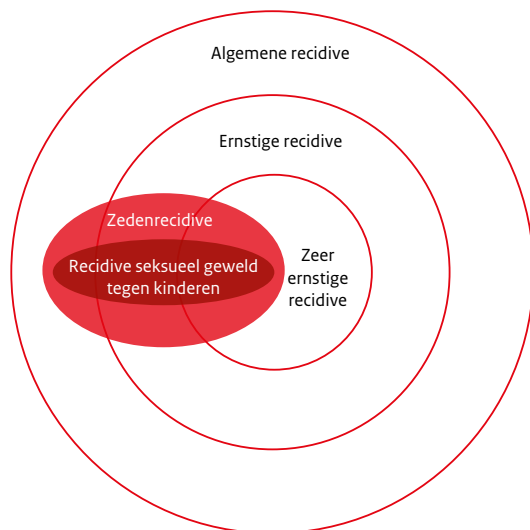 Algemene recidive
Ernstige recidive
Zedenrecidive
Recidive seksueel geweld
tegen kinderen
Zeer
ernstige
recidive